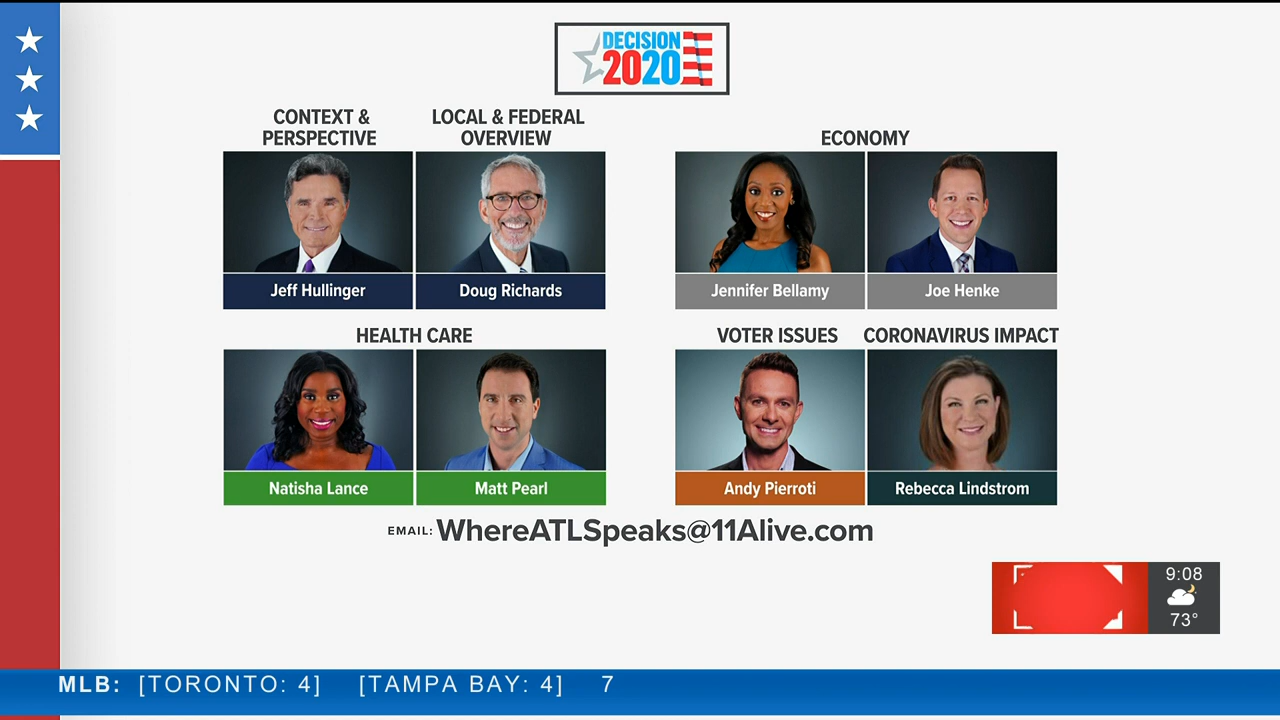 DECISION
2020
CONTEXT &
PERSPECTIVE
LOCAL & FEDERAL
OVERVIEW
ECONOMY
Jeff Hullinger
Doug Richards
Jennifer Bellamy
Joe Henke
HEALTH CARE
VOTER ISSUES
CORONAVIRUS IMPACT
Natisha Lance
Matt Pearl
Andy Pierroti
Rebecca Lindstrom
EMAIL: WhereATLSpeaks@11Alive.com
9:08
73°
MLB: [TORONTO: 4] [TAMPA BAY: 4] 7